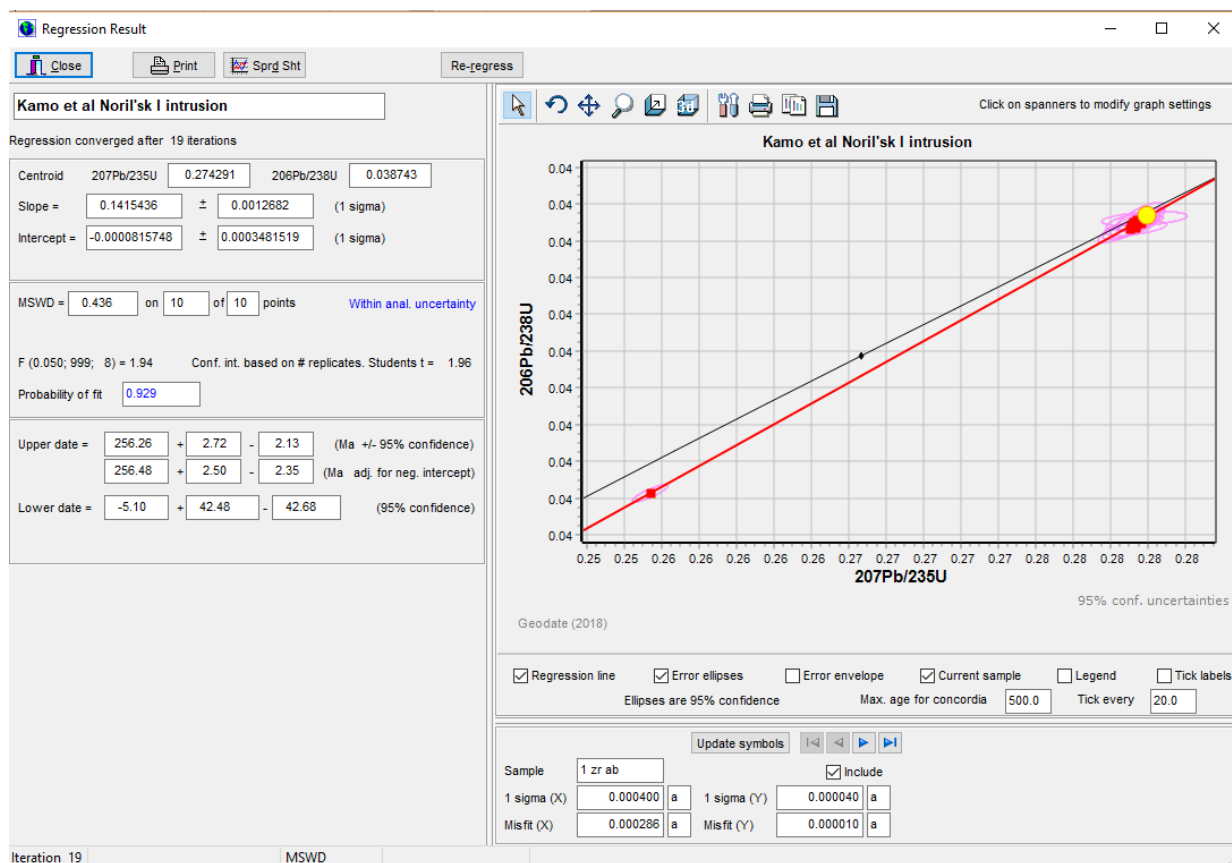 Regression Result
Close Print Sprd Sht Re-regress
Kamo et al Noril'sk I intrusion
Regression converged after 19 iterations
Centroid 207Pb/235U 0.274291 206Pb/238U 0.038743
Slope = 0.1415436 ± 0.0012682 (1 sigma)
Intercept = -0.0000815748 ± 0.0003481519 (1 sigma)
MSWD = 0.436 on 10 of 10 points Within anal. uncertainty
F (0.050; 999; 8) = 1.94 Conf. int. based on # replicates. Students t = 1.96
Probability of fit 0.929
Upper date = 256.26 + 2.72 - 2.13 (Ma +/- 95% confidence)
256.48 + 2.50 - 2.35 (Ma adj. for neg. intercept)
Lower date = -5.10 + 42.48 - 42.68 (95% confidence)
Click on spanners to modify graph settings
Kamo et al Noril'sk I intrusion
0.04
0.04
0.04
0.04
0.04
0.04
0.04
0.04
0.04
0.04
0.04
206Pb/238U
0.25 0.25 0.26 0.26 0.26 0.26 0.26 0.27 0.27 0.27 0.27 0.27 0.28 0.28 0.28 0.28 0.28
207Pb/235U
95% conf. uncertainties
Geodate (2018)
Regression line Error ellipses Error envelope Current sample Legend Tick labels
Ellipses are 95% confidence Max. age for concordia 500.0 Tick every 20.0
Update symbols
Sample 1 zr ab Include
1 sigma (X) 0.000400 a 1 sigma (Y) 0.000040 a
Misfit (X) 0.000286 a Misfit (Y) 0.000010 a
Iteration 19 MSWD